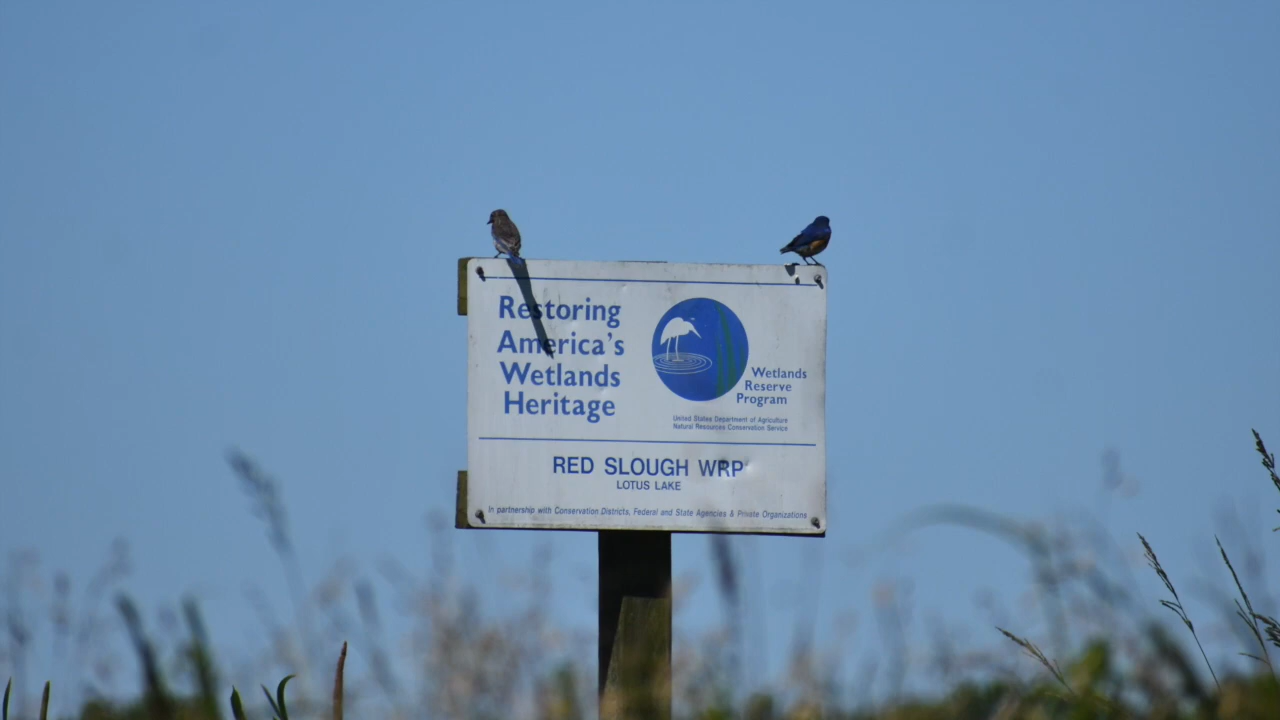 Restoring
America's
Wetlands
Heritage
Wetlands
Reserve
Program
United States Department of Agriculture
Natural Resources Conservation Service
RED SLOUGH WRP
LOTUS LAKE
In partnership with Conservation Districts, Federal and State Agencies & Private Organizations